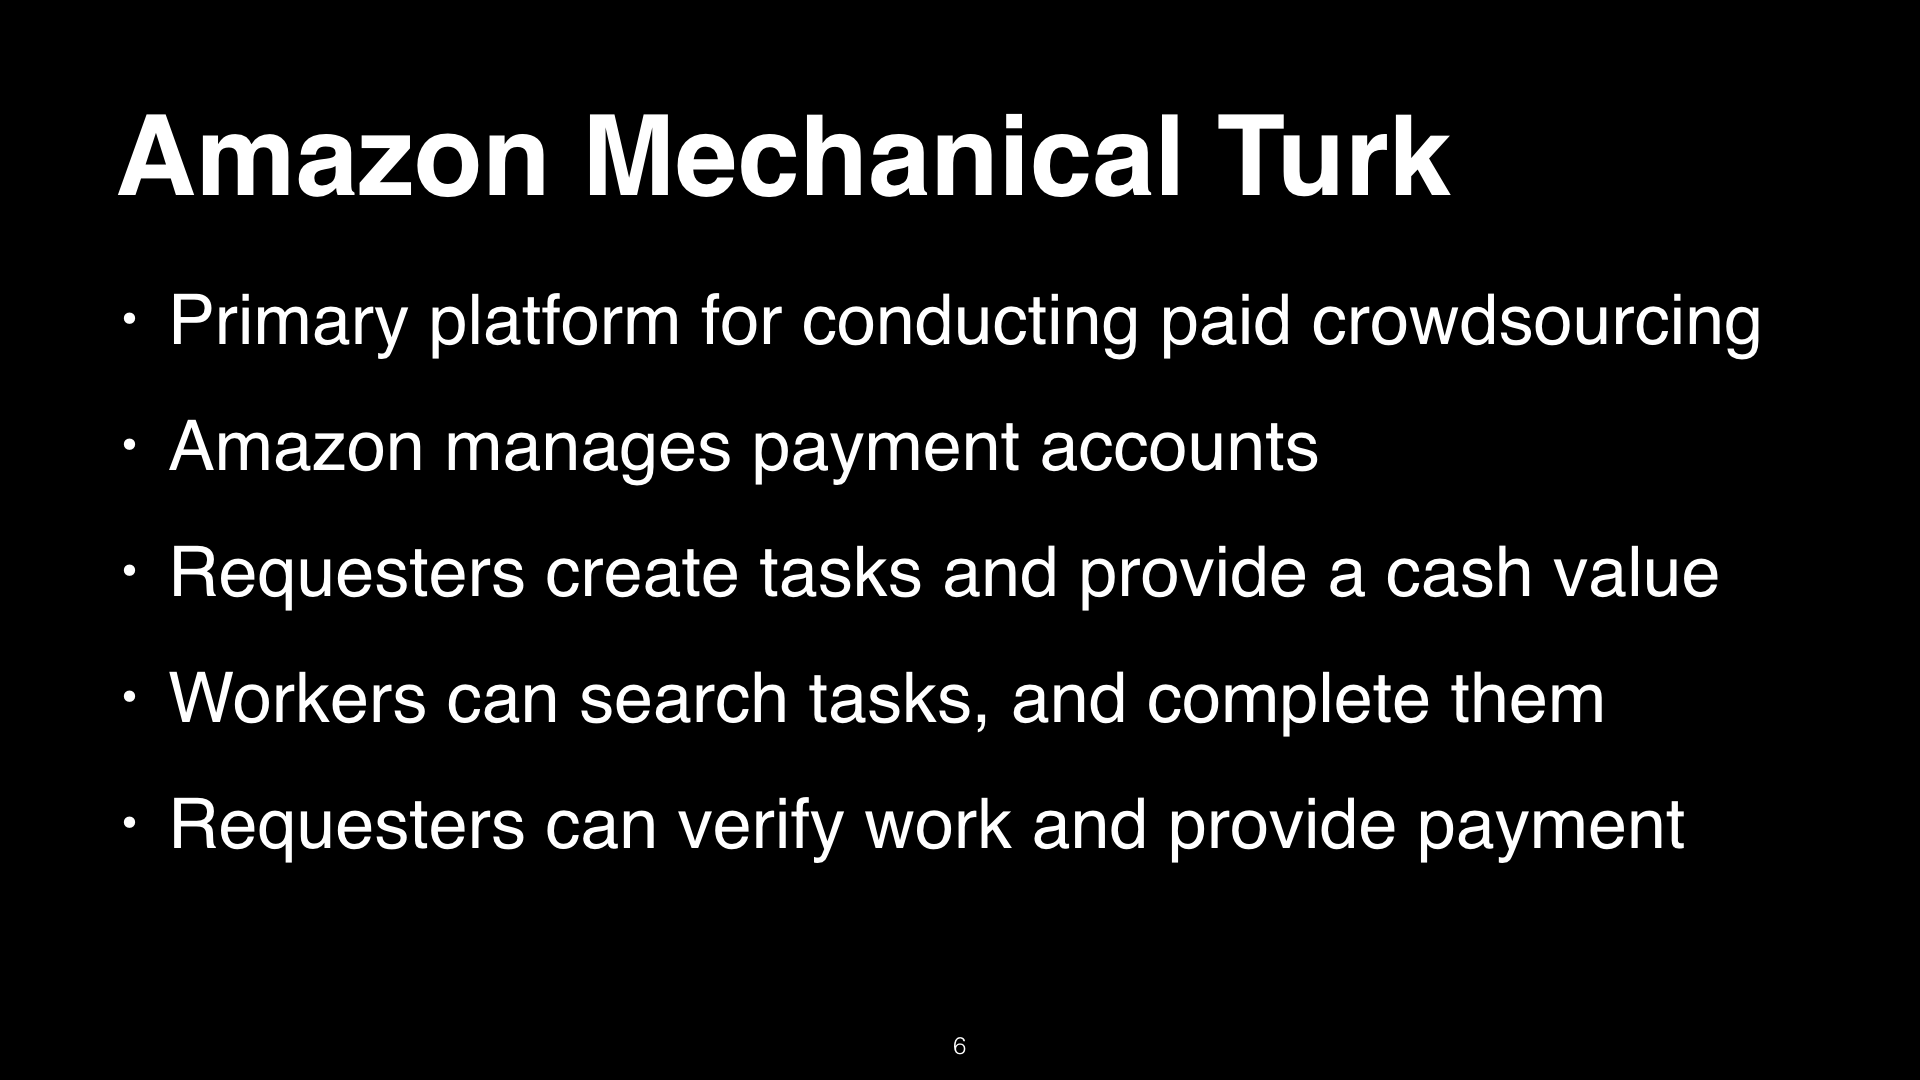 Amazon Mechanical Turk
• Primary platform for conducting paid crowdsourcing
• Amazon manages payment accounts
• Requesters create tasks and provide a cash value
• Workers can search tasks, and complete them
• Requesters can verify work and provide payment
6